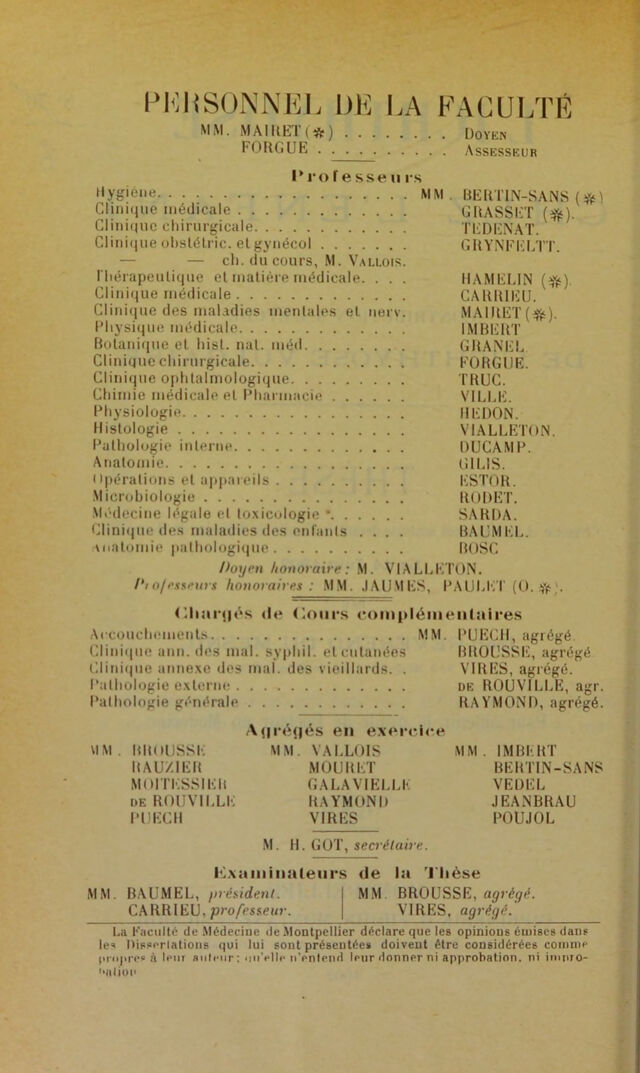 PERSONNEL DE LA FACULTÉ
MM. MAIRET (✻) . . . . . . . . DOYEN
FORGUE . . . . . . . . . . ASSESSEUR
Professeurs
Hygiène. . . . . . . . . . . . . . . . . . MM. BERTIN-SANS (✻)
Clinique médicale . . . . . . . . . . . . . GRASSET (✻).
Clinique chirurgicale. . . . . . . . . . . . TEDENAT.
Clinique obstétric. et gynécol . . . . . . . GRYNFELTT.
— — ch. du cours, M. VALLOIS.
Thérapeutique et matière médicale. . . . HAMELIN (✻).
Clinique médicale . . . . . . . . . . . . . CARRIEU.
Clinique des maladies mentales et nerv. MAIRET (✻).
Physique médicale. . . . . . . . . . . . . IMBERT
Botanique et hist. nat. méd. . . . . . . . GRANEL
Clinique chirurgicale. . . . . . . . . . . . FORGUE.
Clinique ophtalmologique. . . . . . . . . TRUC.
Chimie médicale et Pharmacie . . . . . . VILLE.
Physiologie. . . . . . . . . . . . . . . . . HEDON.
Histologie . . . . . . . . . . . . . . . . . VIALLETON.
Pathologie interne. . . . . . . . . . . . . DUCAMP.
Anatomie. . . . . . . . . . . . . . . . . . GILIS.
Opérations et appareils . . . . . . . . . . ESTOR.
Microbiologie . . . . . . . . . . . . . . . RODET.
Médecine légale et toxicologie . . . . . . SARDA.
Clinique des maladies des enfants . . . . BAUMEL.
Anatomie pathologique. . . . . . . . . . BOSC
Doyen honoraire : M. VIALLETON.
Professeurs honoraires : MM. JAUMES, PAULET (O. ✻).
Chargés de Cours complémentaires
Accouchements. . . . . . . . . . . . . . . MM. PUECH, agrégé
Clinique ann. des mal. syphil. et cutanées BROUSSE, agrégé
Clinique annexe des mal. des vieillards. . VIRES, agrégé.
Pathologie externe . . . . . . . . . . . . . DE ROUVILLE, agr.
Pathologie générale . . . . . . . . . . . . RAYMOND, agrégé.
Agrégés en exercice
MM. BROUSSE MM. VALLOIS MM. IMBERT
RAUZIER MOURET BERTIN-SANS
MOITESSIER GALAVIELLE VEDEL
DE ROUVILLE RAYMOND JEANBRAU
PUECH VIRES POUJOL
M. H. GOT, secrétaire.
Examinateurs de la Thèse
MM. BAUMEL, président. MM. BROUSSE, agrégé.
CARRIEU, professeur. VIRES, agrégé.
La Faculté de Médecine de Montpellier déclare que les opinions émises dans
les Dissertations qui lui sont présentées doivent être considérées comme
propres à leur auteur ; qu'elle n'entend leur donner ni approbation, ni impro-
bation